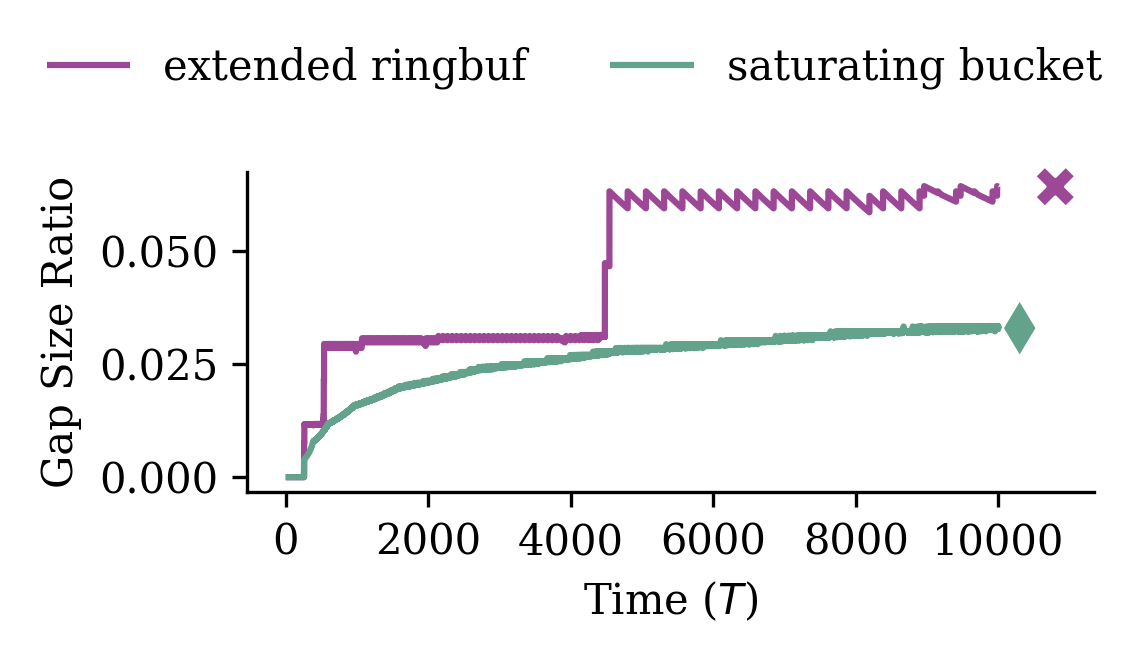 extended ringbuf
saturating bucket
Gap Size Ratio
0.050
0.025
0.000
0 2000 4000 6000 8000 10000
Time (T)